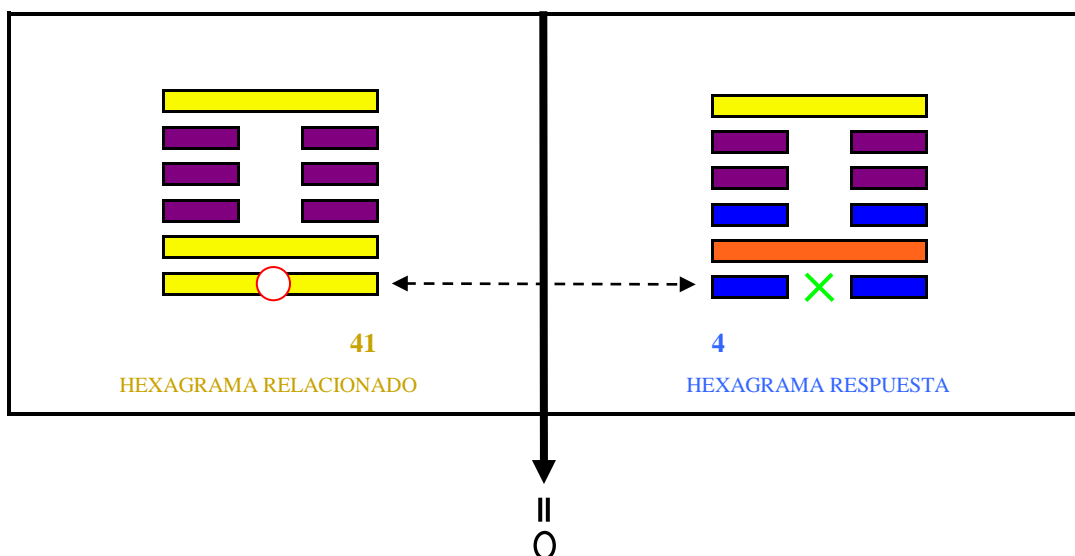 41
HEXAGRAMA RELACIONADO
4
HEXAGRAMA RESPUESTA
=
O